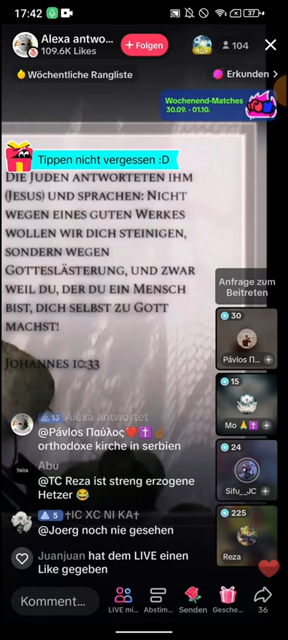 17:42
Alexa antwo...
109.6K Likes
+ Folgen
104
Wöchentliche Rangliste
Erkunden >
Wochenend-Matches
30.09. - 01.10.
Tippen nicht vergessen :D
Die Juden antworteten ihm
(Jesus) und sprachen: Nicht
wegen eines guten Werkes
wollen wir dich steinigen,
sondern wegen
Gotteslästerung, und zwar
weil du, der du ein Mensch
bist, dich selbst zu Gott
machst!
Johannes 10:33
Anfrage zum
Beitreten
30
Pávlos Π...
15
Mo 🙏✝️
24
Sifu_JC
225
Reza
13 Alexa antwortet
@Pávlos Παύλος❤️✝️☦️
orthodoxe kirche in serbien
Abu
@TC Reza ist streng erzogene
Hetzer 😂
5 †IC XC NI KA†
@Joerg noch nie gesehen
Juanjuan hat dem LIVE einen
Like gegeben
Komment...
LIVE mi...
Abstim...
Senden
Gesche...
36